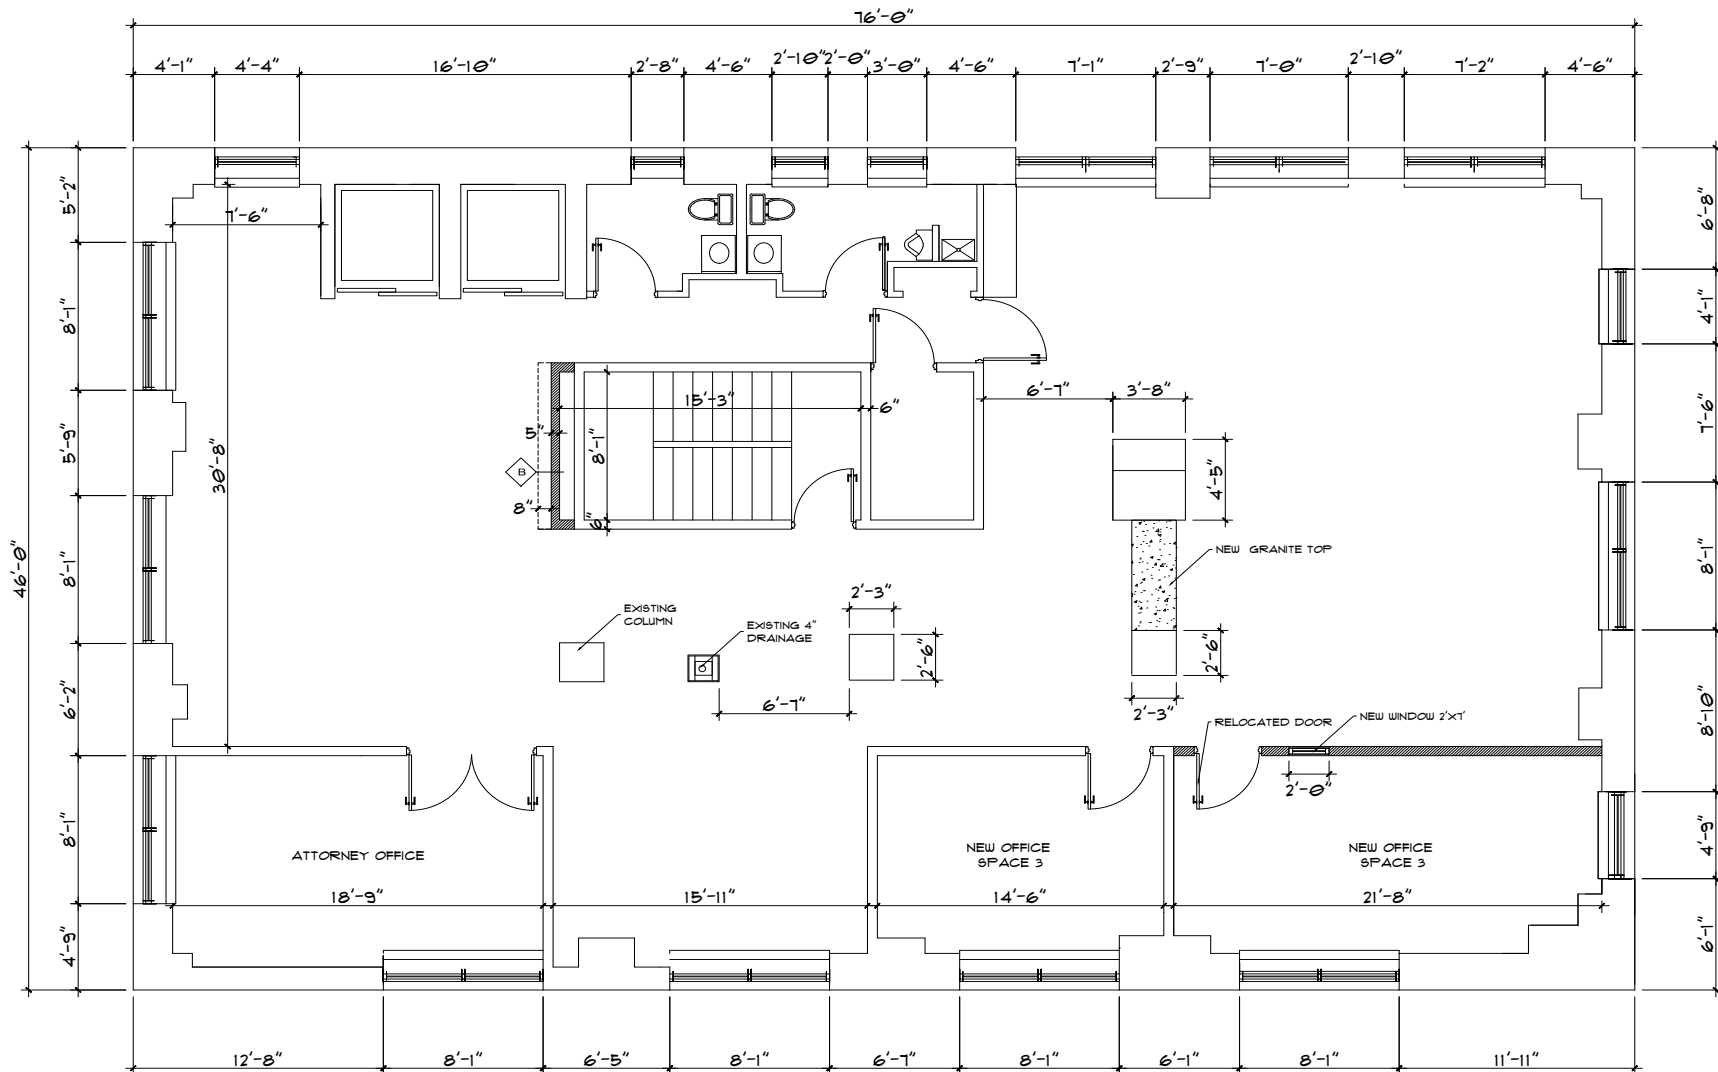 76'-0"
4'-1" 4'-4" 16'-10" 2'-8" 4'-6" 2'-10" 2'-0" 3'-0" 4'-6" 7'-1" 2'-9" 7'-0" 2'-10" 7'-2" 4'-6"
5'-2"
6'-8"
7'-6"
8'-1"
4'-1"
6'-7" 3'-8"
15'-3" 6"
5"
7'-6"
5'-9"
30'-8"
8'-1"
B
4'-5"
8"
6"
46'-0"
8'-1"
8'-1"
NEW GRANITE TOP
2'-3"
EXISTING
COLUMN
EXISTING 4"
DRAINAGE
2'-6"
2'-6"
6'-7"
6'-2"
8'-10"
2'-3"
RELOCATED DOOR
NEW WINDOW 2'X7'
2'-0"
8'-1"
4'-9"
ATTORNEY OFFICE
NEW OFFICE
SPACE 3
NEW OFFICE
SPACE 3
18'-9" 15'-11" 14'-6" 21'-8"
4'-9"
6'-1"
12'-8" 8'-1" 6'-5" 8'-1" 6'-7" 8'-1" 6'-1" 8'-1" 11'-11"